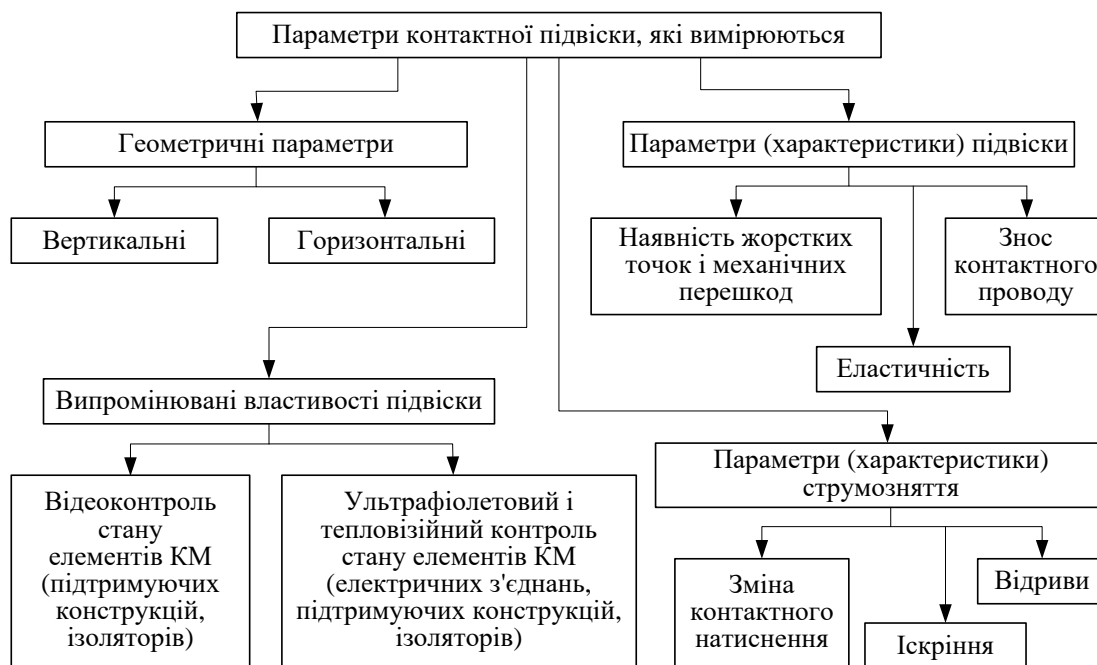 Параметри контактної підвіски, які вимірюються
Геометричні параметри
Параметри (характеристики) підвіски
Вертикальні
Горизонтальні
Наявність жорстких
точок і механічних
перешкод
Знос
контактного
проводу
Еластичність
Випромінювані властивості підвіски
Параметри (характеристики)
струмозняття
Відеоконтроль
стану
елементів КМ
(підтримуючих
конструкцій,
ізоляторів)
Ультрафіолетовий і
тепловізійний контроль
стану елементів КМ
(електричних з'єднань,
підтримуючих конструкцій,
ізоляторів)
Зміна
контактного
натиснення
Іскріння
Відриви